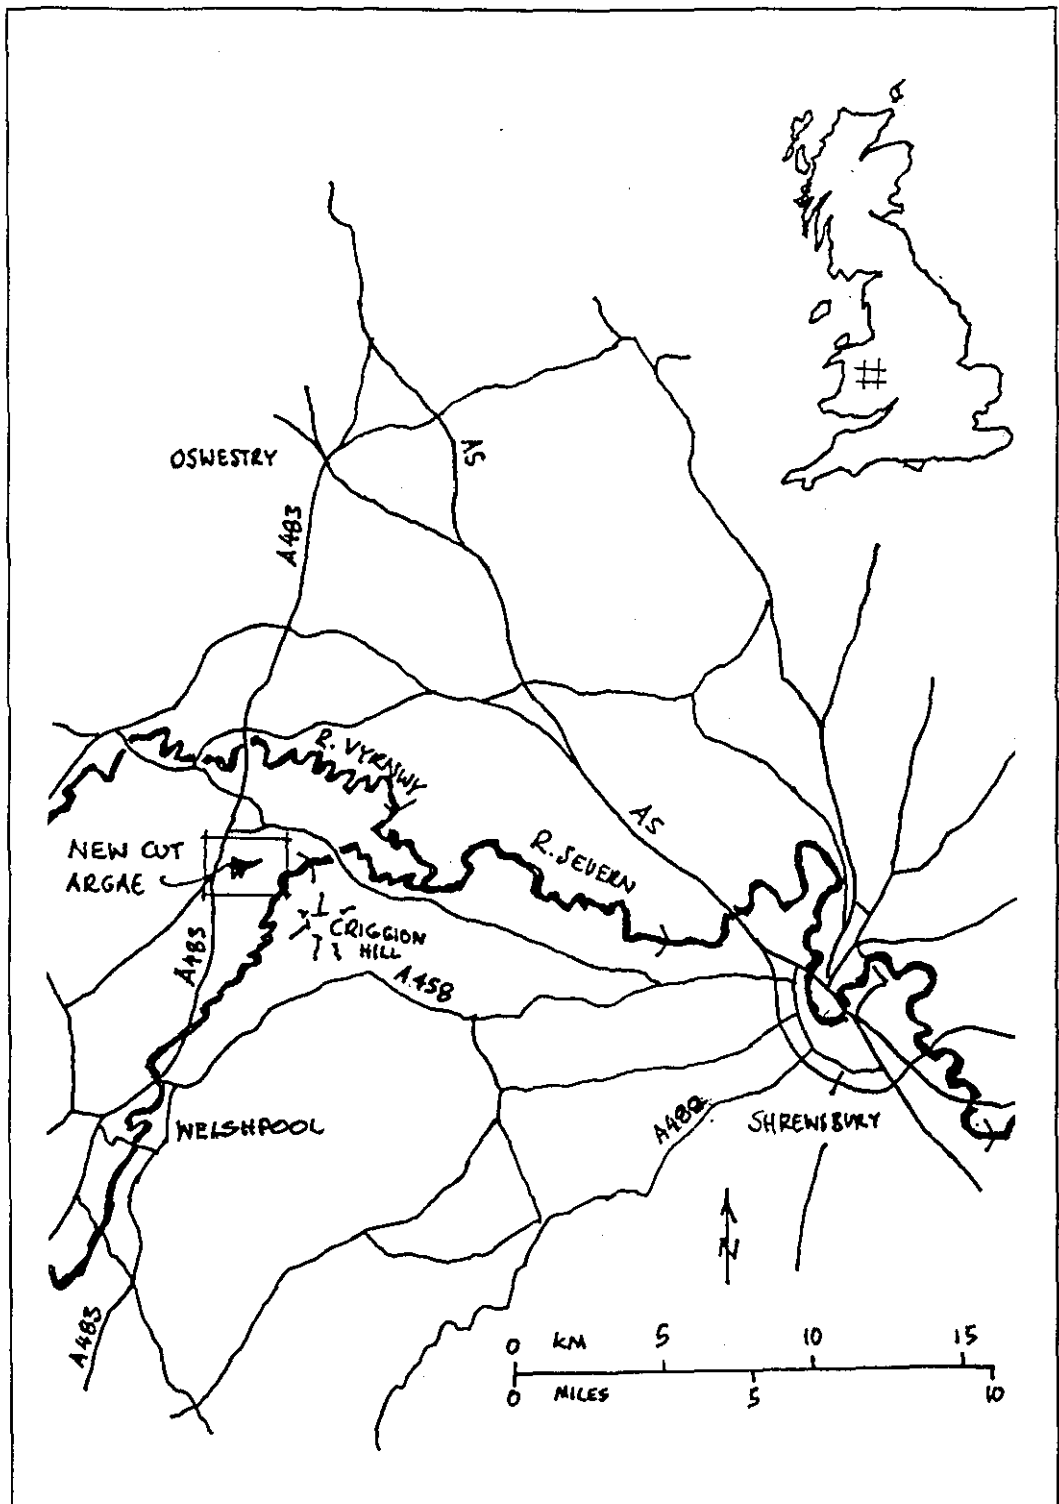 OSWESTRY
A5
A483
R. VYRNWY
A5
R. SEVERN
NEW CUT
ARGAE
CRIGGION
HILL
A483
A458
WELSHPOOL
SHREWSBURY
N
A483
0 KM 5 10 15
0 MILES 5 10